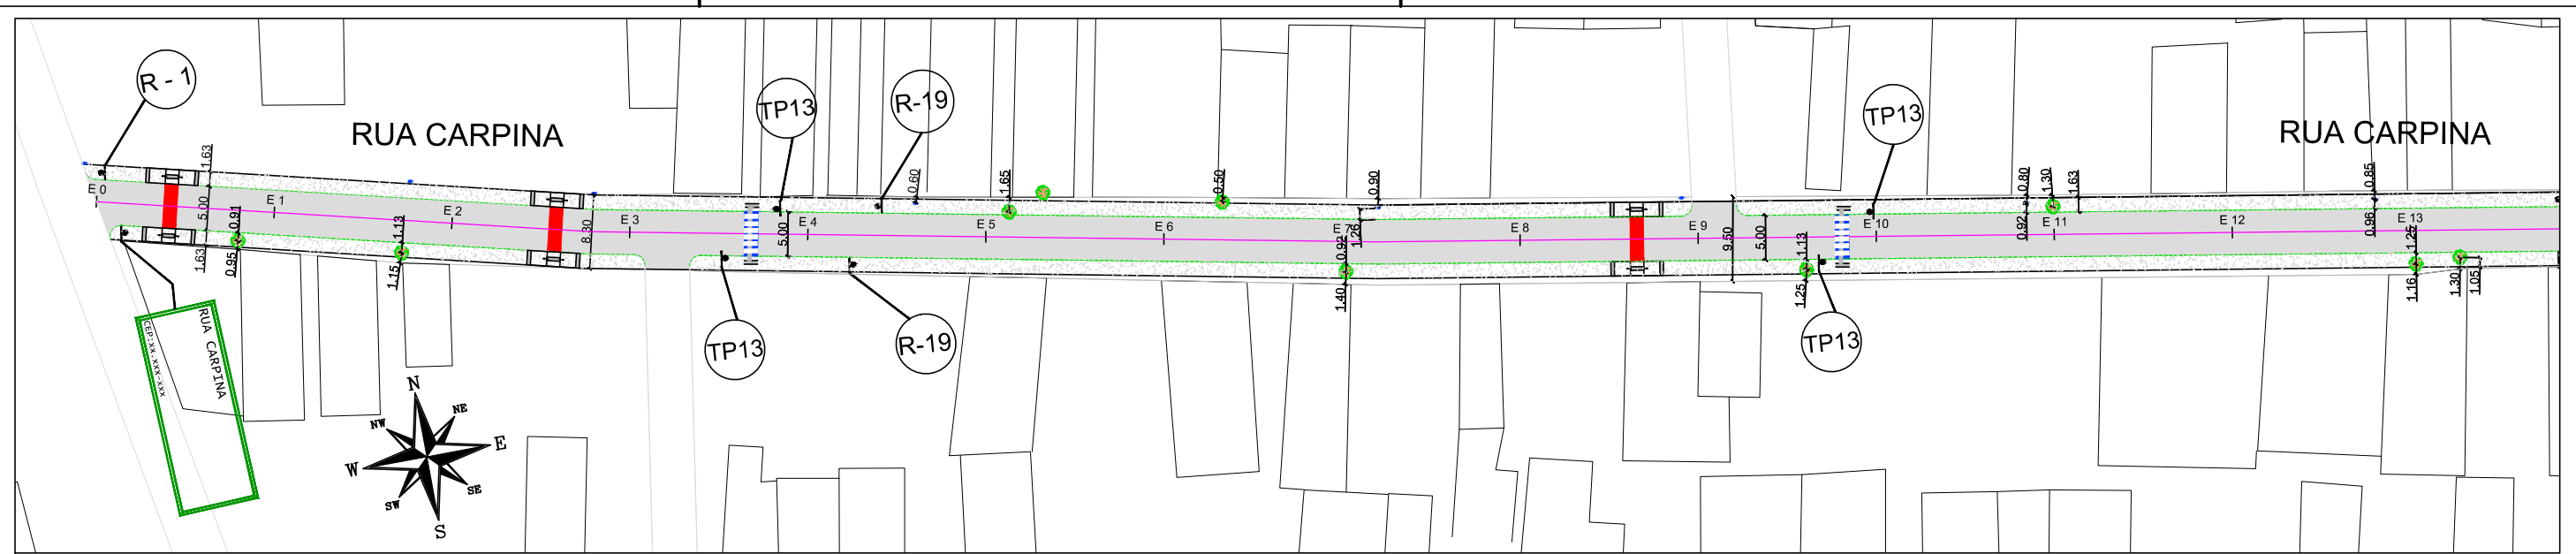 R - 1
TP13
R-19
TP13
RUA CARPINA
RUA CARPINA
1.63
0.60
1.65
0.50
0.90
0.80
1.30
1.63
0.85
E 0
E 1
E 2
E 3
E 4
E 5
E 6
E 7
E 8
E 9
E 10
E 11
E 12
E 13
5.00
0.91
1.13
8.30
5.00
0.92
1.26
9.50
5.00
1.13
0.92
0.96
1.25
1.63
0.95
1.15
1.40
1.25
1.16
1.30
1.05
TP13
R-19
TP13
RUA CARPINA
CEP:xx.xxx-xxx
N
NE
E
SE
S
SW
W
NW